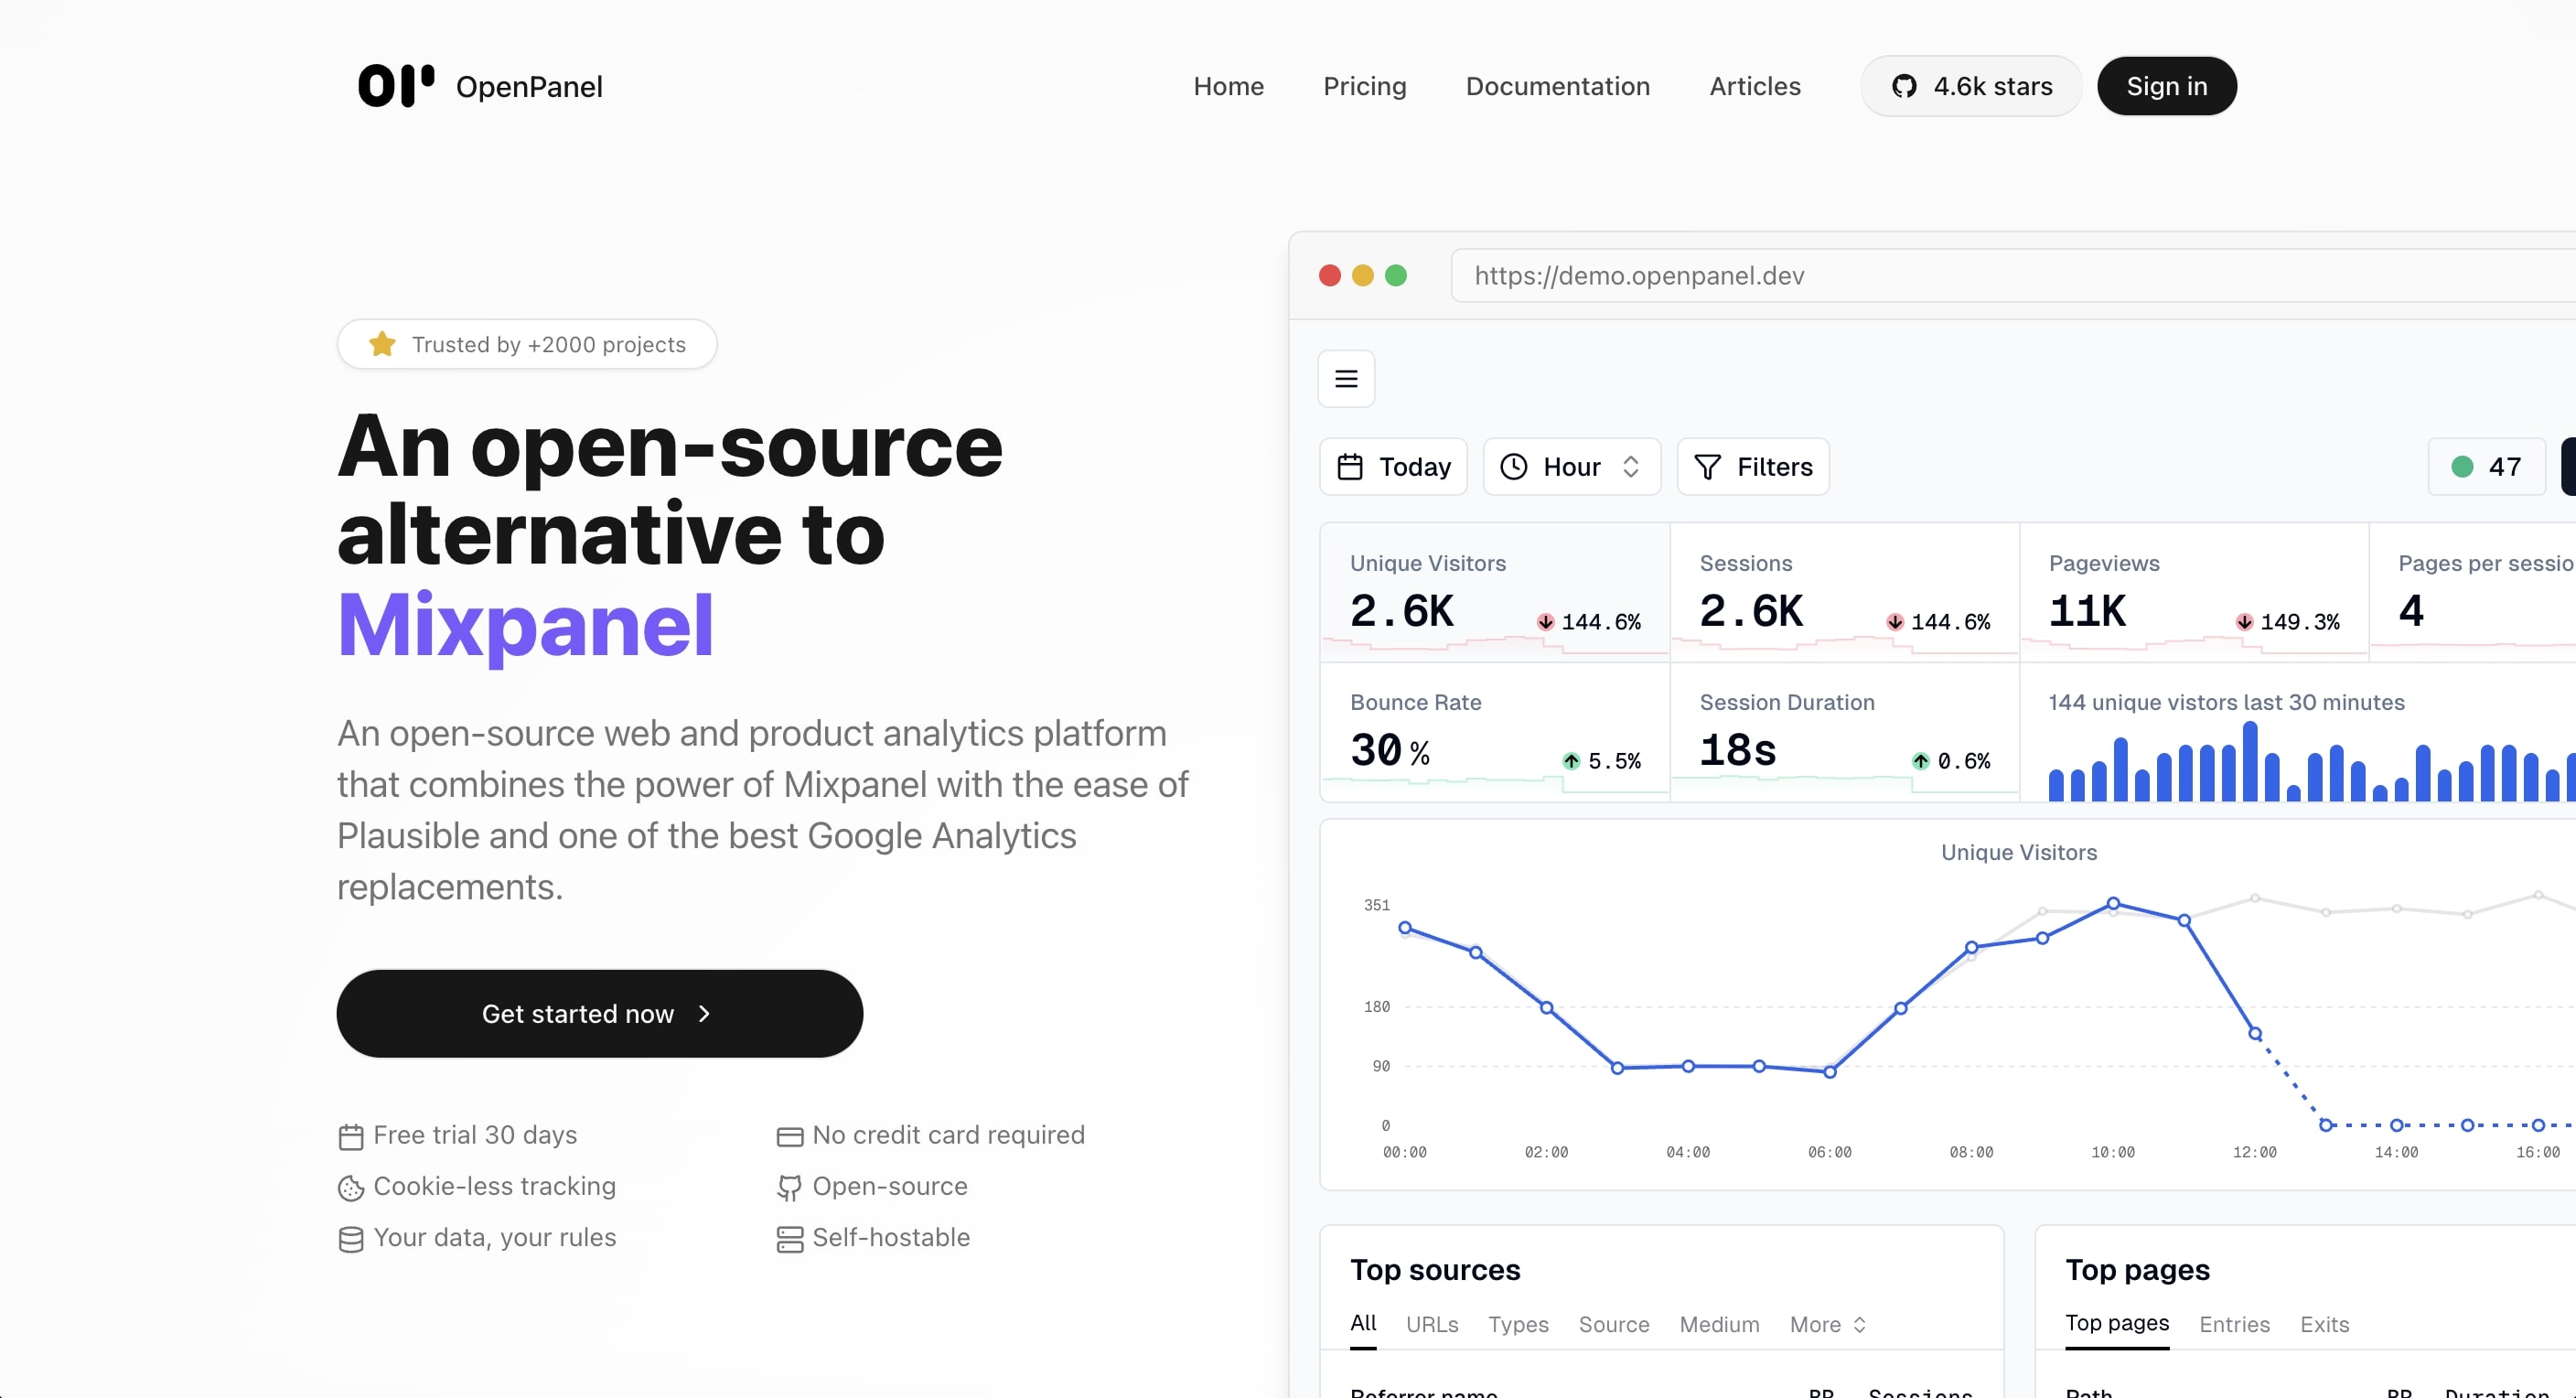 OpenPanel
Home
Pricing
Documentation
Articles
4.6k stars
Sign in
Trusted by +2000 projects
An open-source
alternative to
Mixpanel
An open-source web and product analytics platform
that combines the power of Mixpanel with the ease of
Plausible and one of the best Google Analytics
replacements.
Get started now
Free trial 30 days
No credit card required
Cookie-less tracking
Open-source
Your data, your rules
Self-hostable
https://demo.openpanel.dev
Today
Hour
Filters
47
Unique Visitors
2.6K
144.6%
Sessions
2.6K
144.6%
Pageviews
11K
149.3%
Pages per sessio
4
Bounce Rate
30 %
5.5%
Session Duration
18s
0.6%
144 unique vistors last 30 minutes
Unique Visitors
351
180
90
0
00:00
02:00
04:00
06:00
08:00
10:00
12:00
14:00
16:00
Top sources
All
URLs
Types
Source
Medium
More
Referrer name
BR
Sessions
Top pages
Top pages
Entries
Exits
Path
BR
Duration